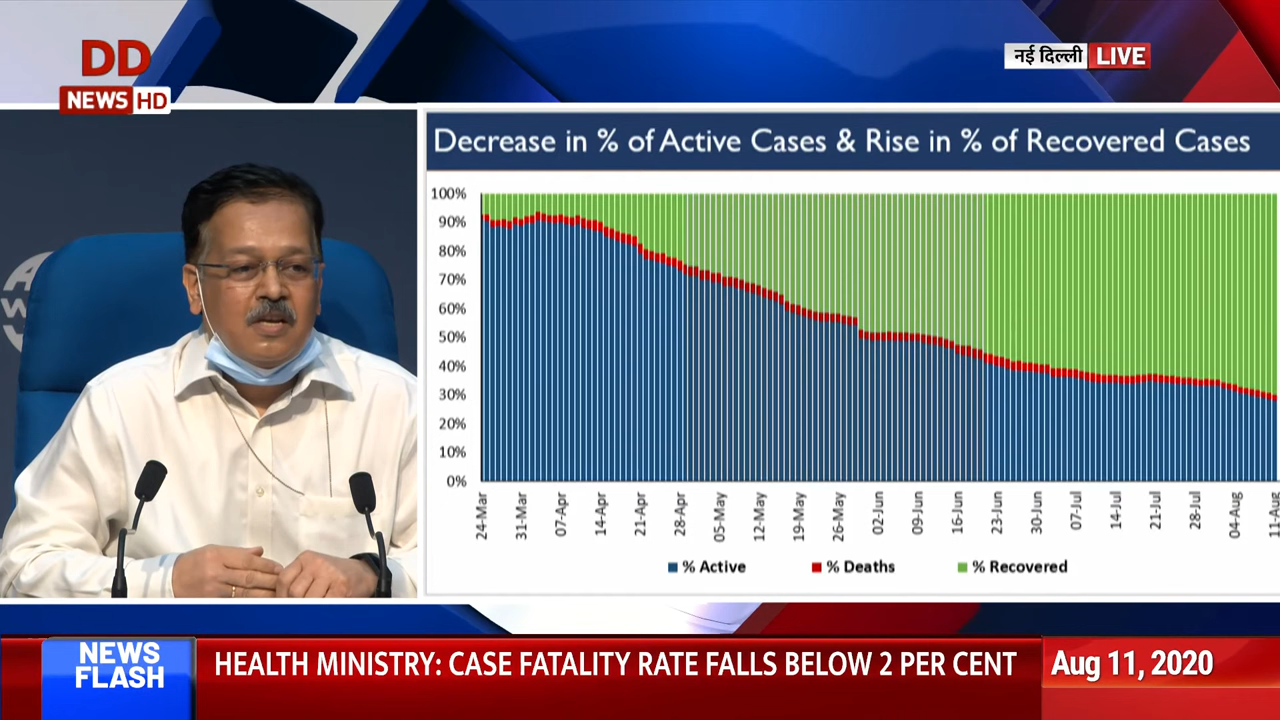 DD
NEWS HD
नई दिल्ली LIVE
Decrease in % of Active Cases & Rise in % of Recovered Cases
100%
90%
80%
70%
60%
50%
40%
30%
20%
10%
0%
24-Mar
31-Mar
07-Apr
14-Apr
21-Apr
28-Apr
05-May
12-May
19-May
26-May
02-Jun
09-Jun
16-Jun
23-Jun
30-Jun
07-Jul
14-Jul
21-Jul
28-Jul
04-Aug
11-Aug
% Active
% Deaths
% Recovered
NEWS
FLASH
HEALTH MINISTRY: CASE FATALITY RATE FALLS BELOW 2 PER CENT
Aug 11, 2020